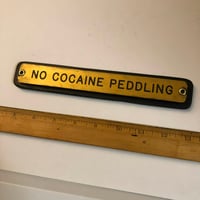 NO COCAINE PEDDLING